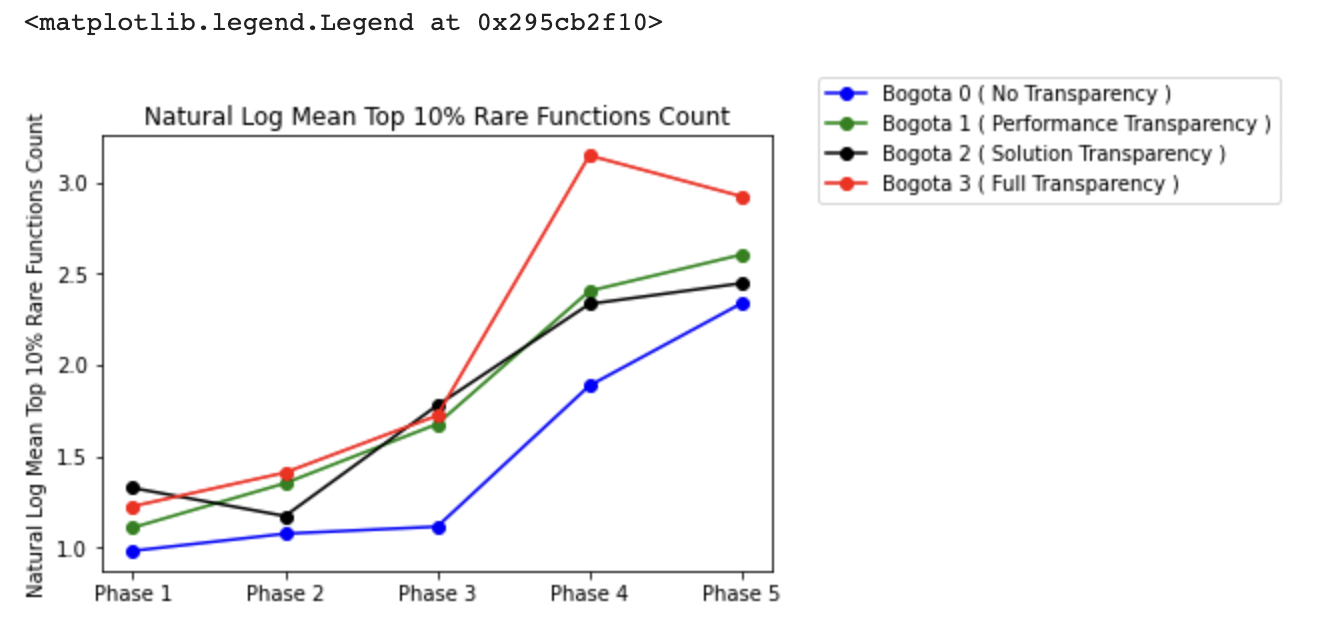 <matplotlib.legend.Legend at 0x295cb2f10>
Natural Log Mean Top 10% Rare Functions Count
Natural Log Mean Top 10% Rare Functions Count
3.0
2.5
2.0
1.5
1.0
Phase 1 Phase 2 Phase 3 Phase 4 Phase 5
Bogota 0 ( No Transparency )
Bogota 1 ( Performance Transparency )
Bogota 2 ( Solution Transparency )
Bogota 3 ( Full Transparency )